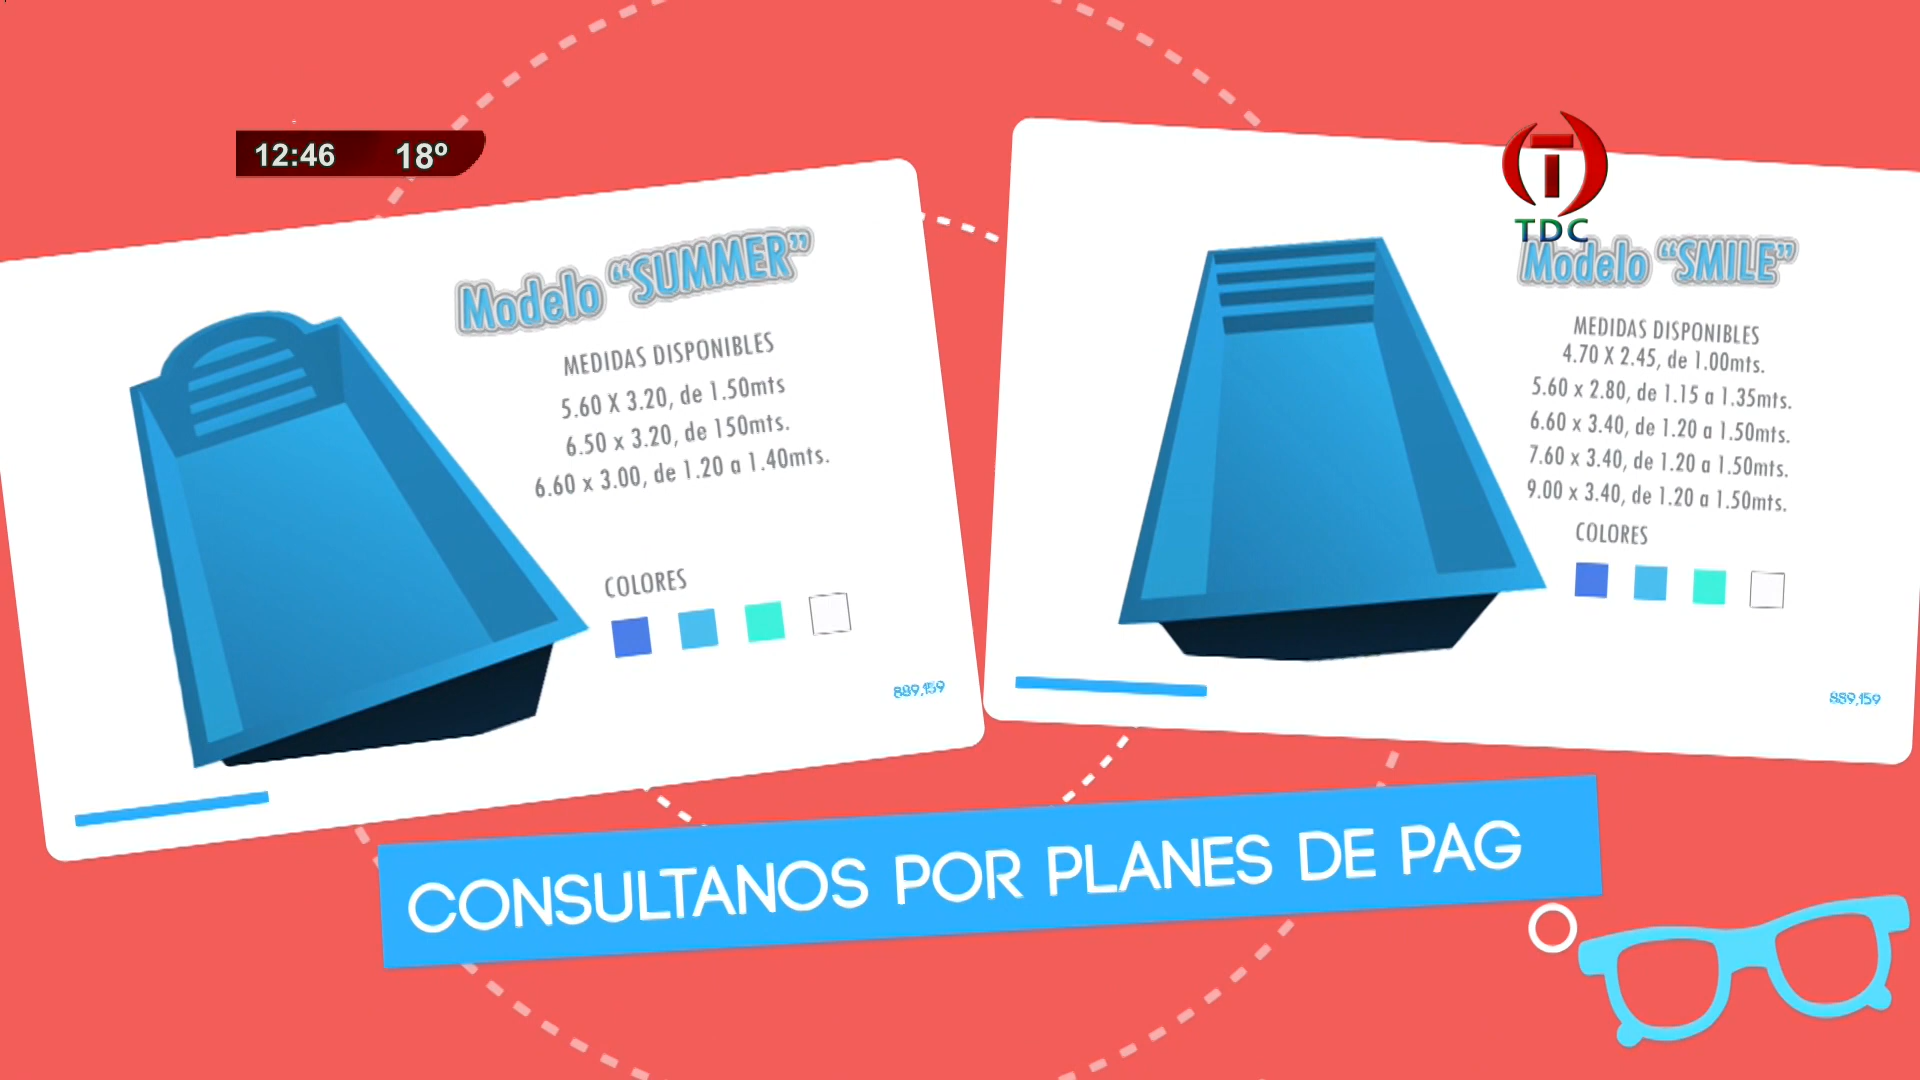 12:46 18º
TDC
Modelo “SUMMER”
MEDIDAS DISPONIBLES
5.60 X 3.20, de 1.50mts
6.50 x 3.20, de 150mts.
6.60 x 3.00, de 1.20 a 1.40mts.
COLORES
889,159
Modelo “SMILE”
MEDIDAS DISPONIBLES
4.70 X 2.45, de 1.00mts.
5.60 x 2.80, de 1.15 a 1.35mts.
6.60 x 3.40, de 1.20 a 1.50mts.
7.60 x 3.40, de 1.20 a 1.50mts.
9.00 x 3.40, de 1.20 a 1.50mts.
COLORES
889,159
CONSULTANOS POR PLANES DE PAG